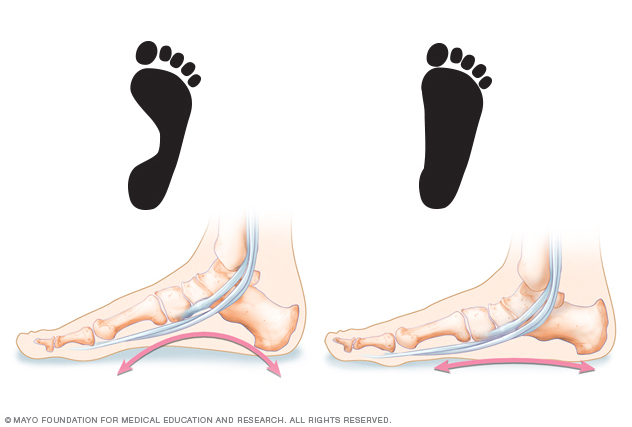 © MAYO FOUNDATION FOR MEDICAL EDUCATION AND RESEARCH. ALL RIGHTS RESERVED.